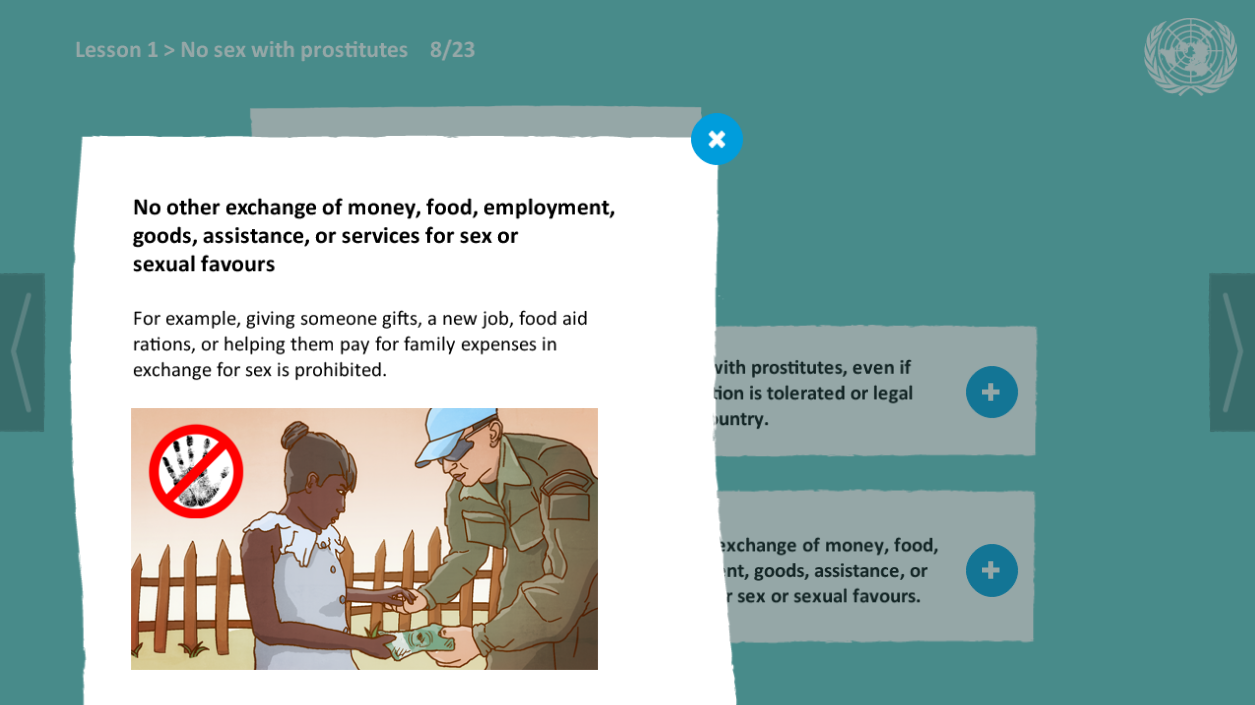 Lesson 1 > No sex with prostitutes 8/23
No other exchange of money, food, employment,
goods, assistance, or services for sex or
sexual favours
For example, giving someone gifts, a new job, food aid
rations, or helping them pay for family expenses in
exchange for sex is prohibited.
with prostitutes, even if
tion is tolerated or legal
ountry.
exchange of money, food,
nt, goods, assistance, or
r sex or sexual favours.